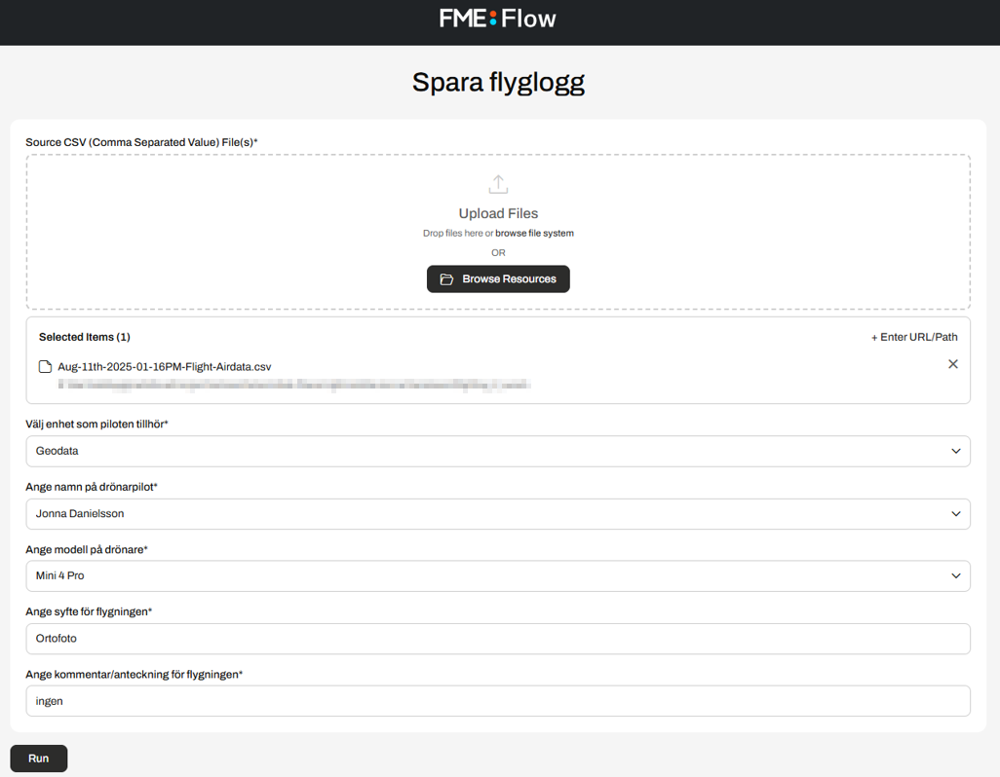 FME:Flow
Spara flyglogg
Source CSV (Comma Separated Value) File(s)*
Upload Files
Drop files here or browse file system
OR
Browse Resources
Selected Items (1)
+ Enter URL/Path
Aug-11th-2025-01-16PM-Flight-Airdata.csv
Välj enhet som piloten tillhör*
Geodata
Ange namn på drönarpilot*
Jonna Danielsson
Ange modell på drönare*
Mini 4 Pro
Ange syfte för flygningen*
Ortofoto
Ange kommentar/anteckning för flygningen*
ingen
Run